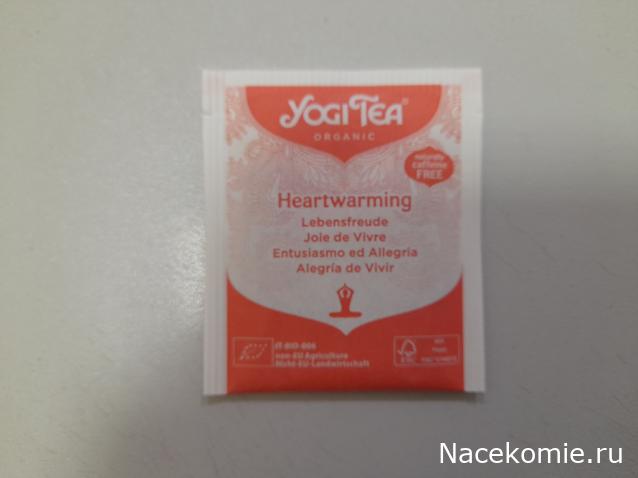 YOGI TEA®
ORGANIC
naturally
caffeine
FREE
Heartwarming
Lebensfreude
Joie de Vivre
Entusiasmo ed Allegria
Alegría de Vivir
IT-BIO-006
non-EU Agriculture
Nicht-EU-Landwirtschaft
FSC
MIX
Nacekomie.ru